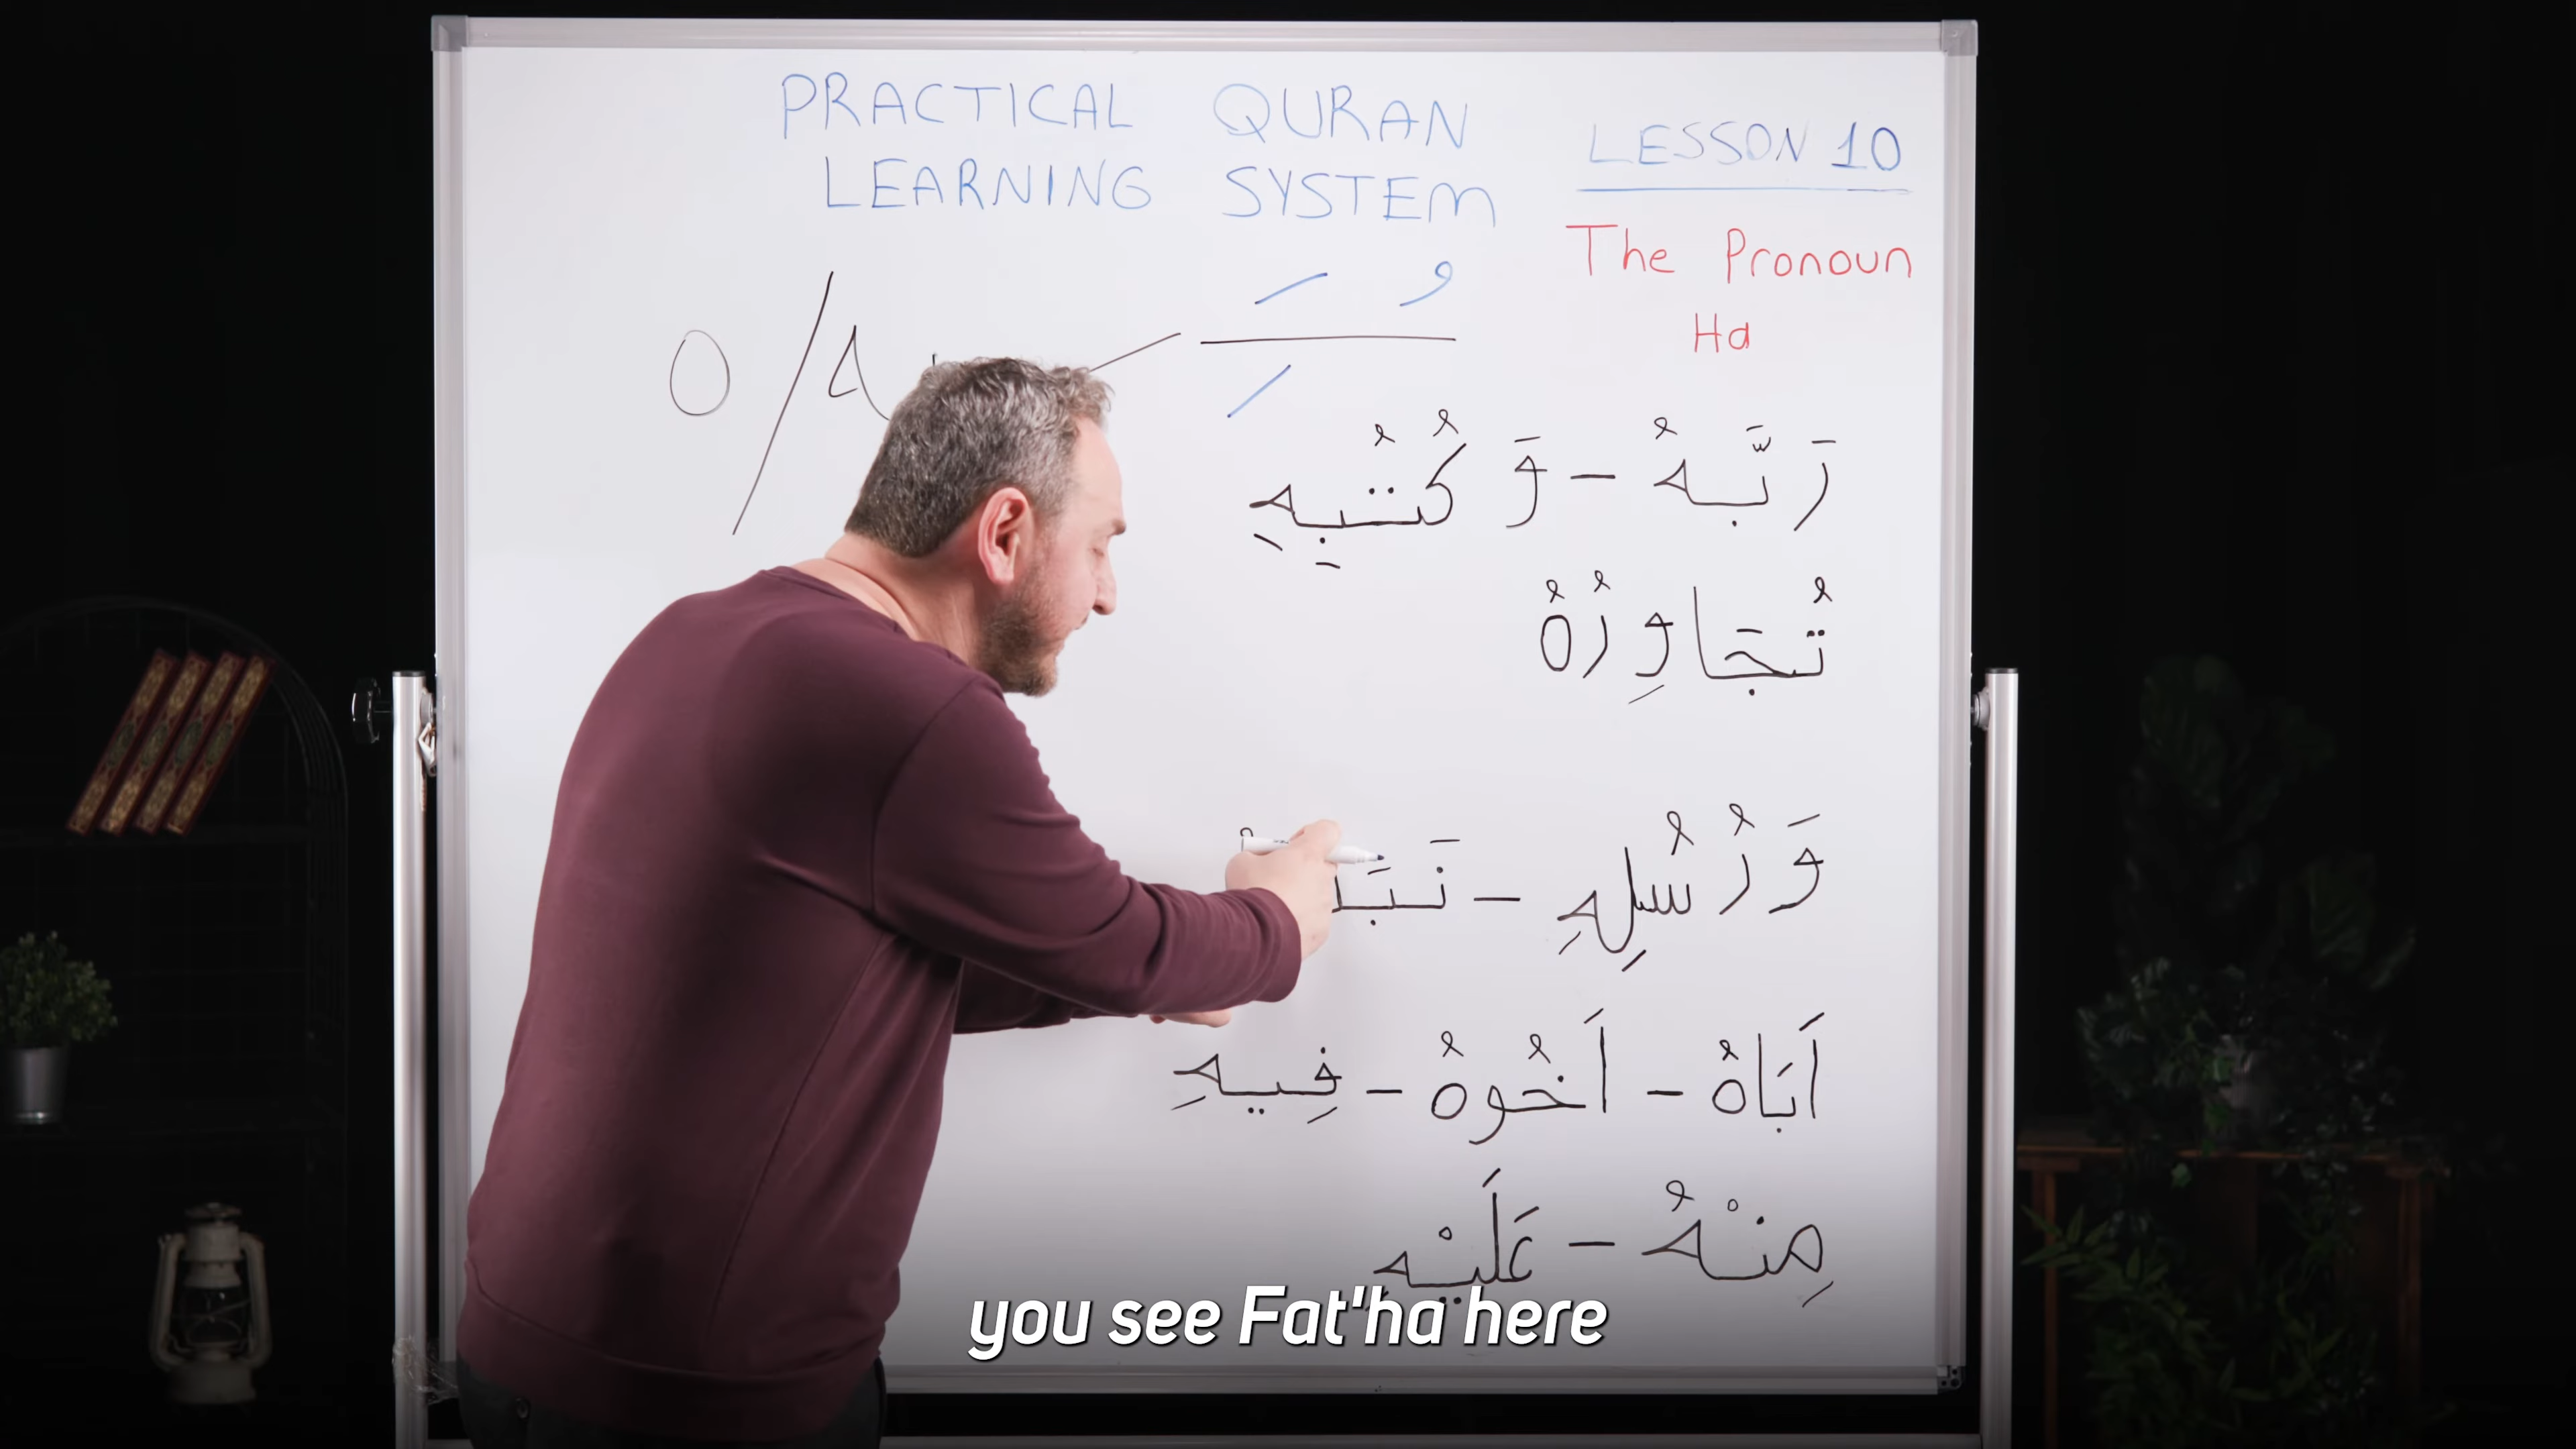 PRACTICAL QURAN
LEARNING SYSTEM
LESSON 10
The Pronoun
Ha
رَبَّهُ – وَ كُتُبِهِ
تُجَاوِرُهُ
وَرُسُلِهِ –
اَبَاهُ – اَخُوهُ – فِيهِ
مِنْهُ – عَلَيْهِ
you see Fat'ha here